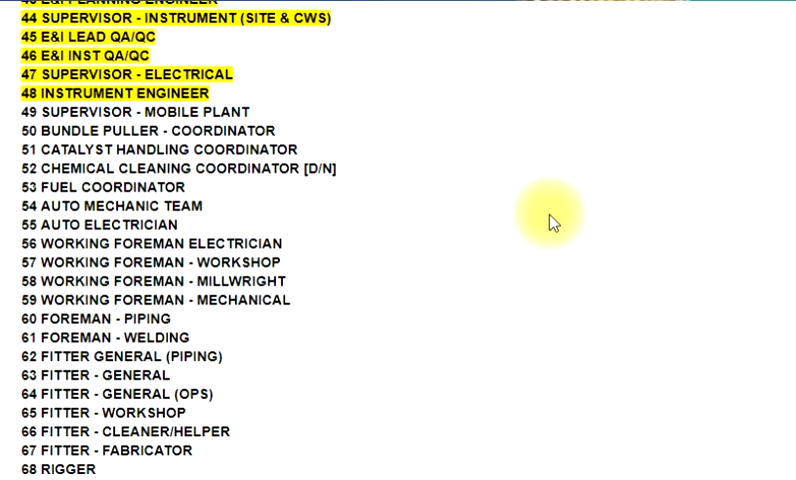 43 E&I PLANNING ENGINEER
44 SUPERVISOR - INSTRUMENT (SITE & CWS)
45 E&I LEAD QA/QC
46 E&I INST QA/QC
47 SUPERVISOR - ELECTRICAL
48 INSTRUMENT ENGINEER
49 SUPERVISOR - MOBILE PLANT
50 BUNDLE PULLER - COORDINATOR
51 CATALYST HANDLING COORDINATOR
52 CHEMICAL CLEANING COORDINATOR [D/N]
53 FUEL COORDINATOR
54 AUTO MECHANIC TEAM
55 AUTO ELECTRICIAN
56 WORKING FOREMAN ELECTRICIAN
57 WORKING FOREMAN - WORKSHOP
58 WORKING FOREMAN - MILLWRIGHT
59 WORKING FOREMAN - MECHANICAL
60 FOREMAN - PIPING
61 FOREMAN - WELDING
62 FITTER GENERAL (PIPING)
63 FITTER - GENERAL
64 FITTER - GENERAL (OPS)
65 FITTER - WORKSHOP
66 FITTER - CLEANER/HELPER
67 FITTER - FABRICATOR
68 RIGGER